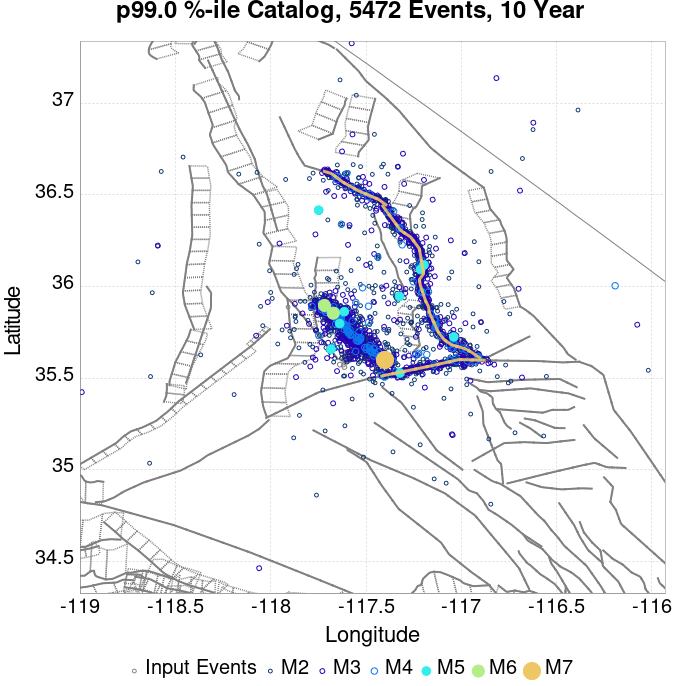 p99.0 %-ile Catalog, 5472 Events, 10 Year
37
36.5
36
35.5
35
34.5
Latitude
-119 -118.5 -118 -117.5 -117 -116.5 -116
Longitude
Input Events M2 M3 M4 M5 M6 M7